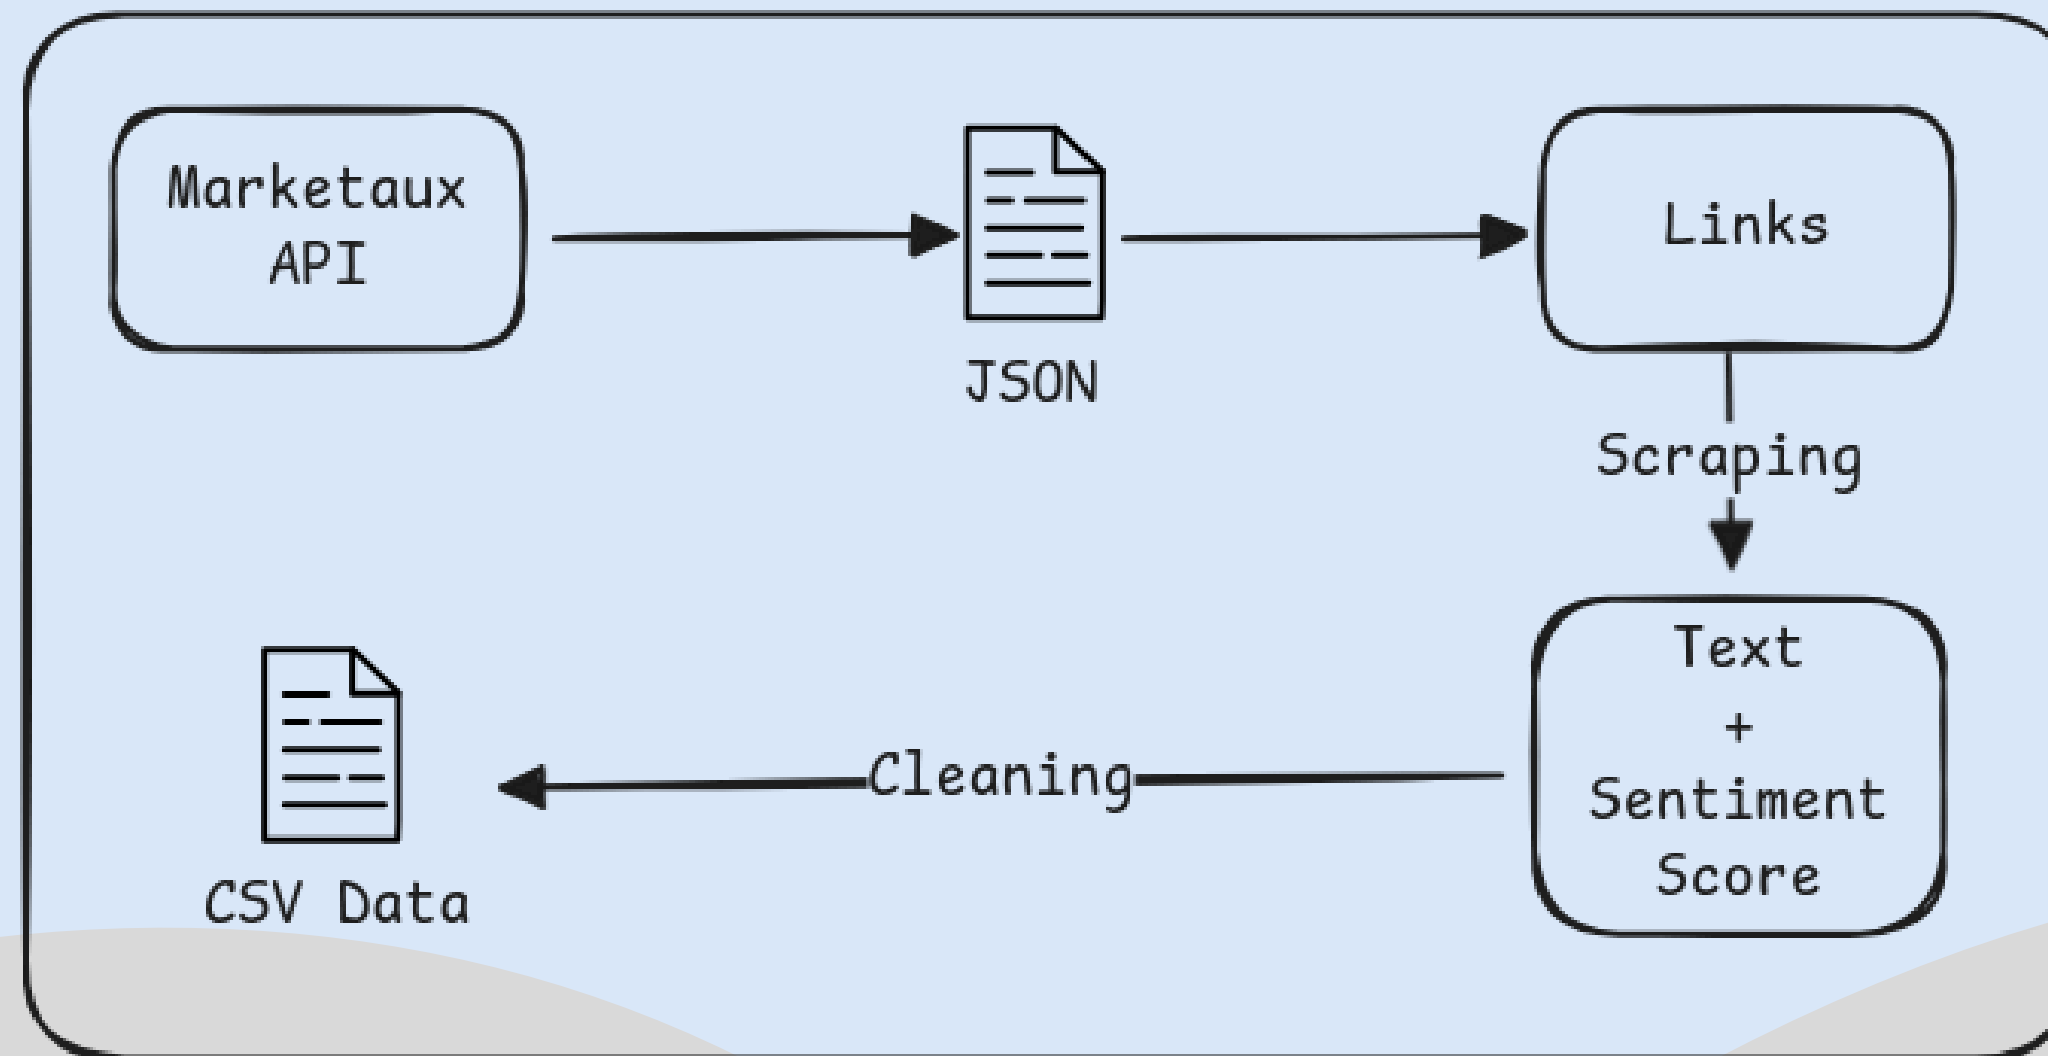 Marketaux
API
JSON
Links
Scraping
Text
+
Sentiment
Score
Cleaning
CSV Data